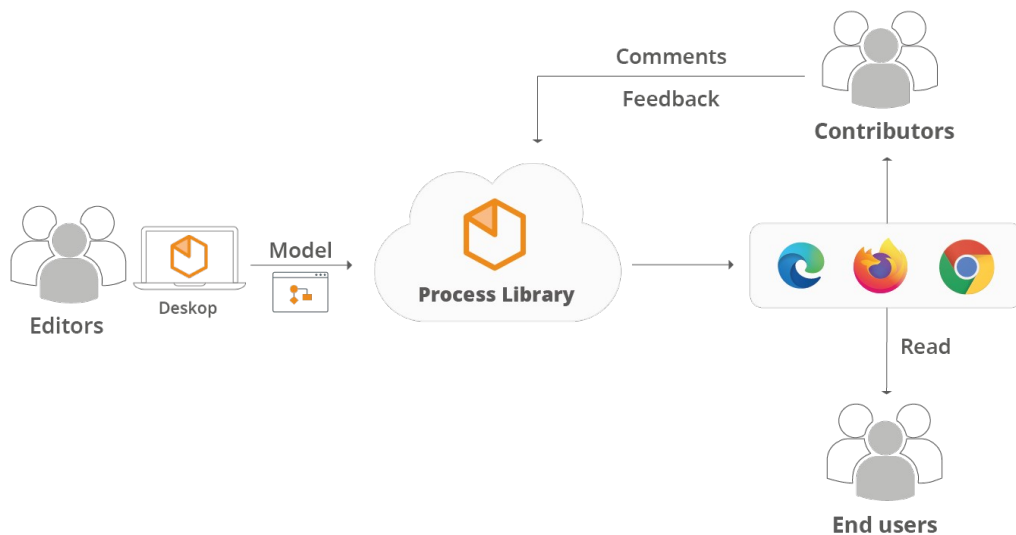 Comments
Feedback
Contributors
Model
Process Library
Deskop
Editors
Read
End users